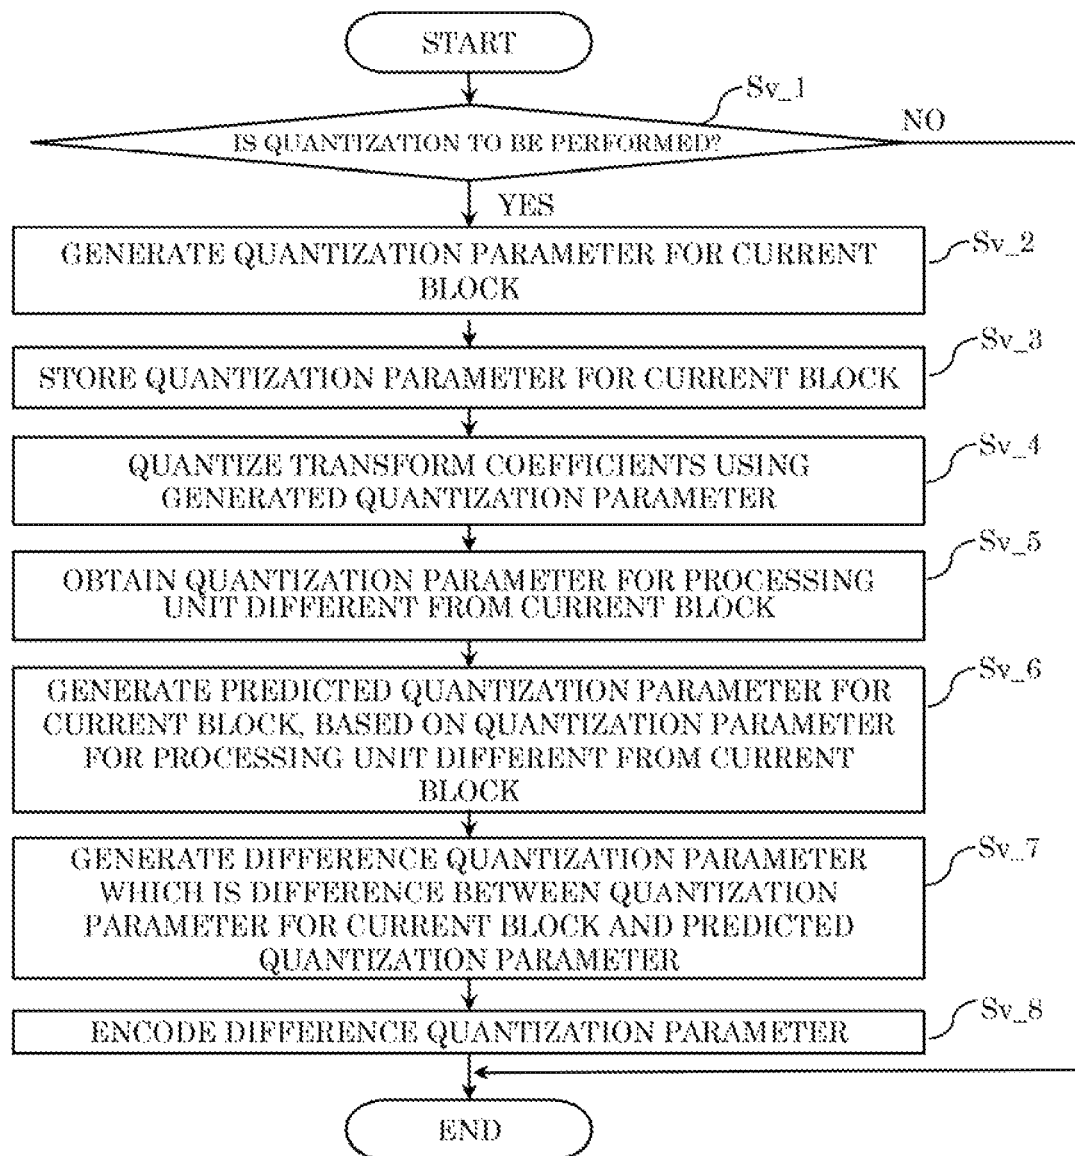 START
Sv_1
IS QUANTIZATION TO BE PERFORMED?
NO
YES
GENERATE QUANTIZATION PARAMETER FOR CURRENT
BLOCK
Sv_2
STORE QUANTIZATION PARAMETER FOR CURRENT BLOCK
Sv_3
QUANTIZE TRANSFORM COEFFICIENTS USING
GENERATED QUANTIZATION PARAMETER
Sv_4
OBTAIN QUANTIZATION PARAMETER FOR PROCESSING
UNIT DIFFERENT FROM CURRENT BLOCK
Sv_5
GENERATE PREDICTED QUANTIZATION PARAMETER FOR
CURRENT BLOCK, BASED ON QUANTIZATION PARAMETER
FOR PROCESSING UNIT DIFFERENT FROM CURRENT
BLOCK
Sv_6
GENERATE DIFFERENCE QUANTIZATION PARAMETER
WHICH IS DIFFERENCE BETWEEN QUANTIZATION
PARAMETER FOR CURRENT BLOCK AND PREDICTED
QUANTIZATION PARAMETER
Sv_7
ENCODE DIFFERENCE QUANTIZATION PARAMETER
Sv_8
END